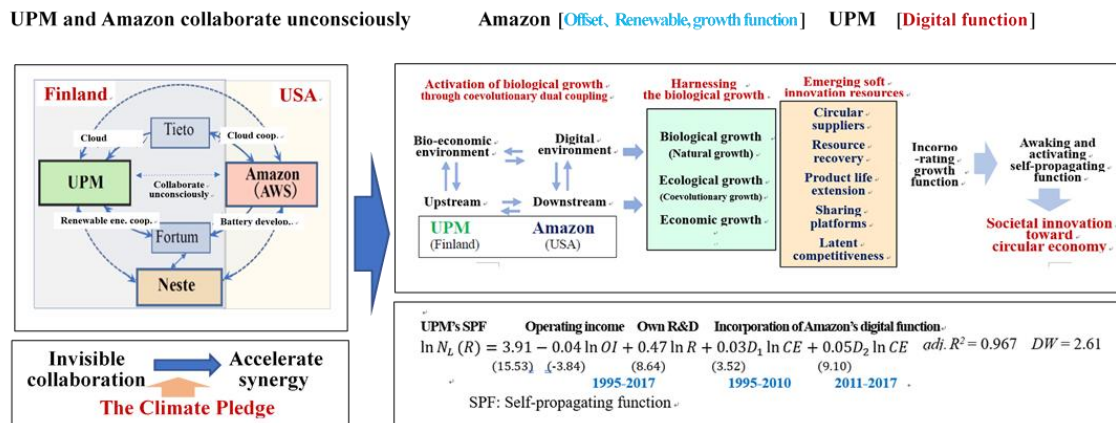 UPM and Amazon collaborate unconsciously
Amazon [Offset、Renewable, growth function] UPM [Digital function]
Finland
USA
Tieto
Cloud
Cloud coop.
UPM
Collaborate
unconsciously
Amazon
(AWS)
Renewable ene. coop.
Battery develop..
Fortum
Neste
Invisible
collaboration
Accelerate
synergy
The Climate Pledge
Activation of biological growth
through coevolutionary dual coupling
Bio-economic
environment
Digital
environment
Upstream
Downstream
UPM
(Finland)
Amazon
(USA)
Harnessing
the biological growth
Biological growth
(Natural growth)
Ecological growth
(Coevolutionary growth)
Economic growth
Emerging soft
innovation resources
Circular
suppliers
Resource
recovery
Product life
extension
Sharing
platforms
Latent
competitiveness
Incorpo
-rating
growth
function
Awaking and
activating
self-propagating
function
Societal innovation
toward
circular economy
UPM's SPF Operating income Own R&D Incorporation of Amazon's digital function
ln N_L (R) = 3.91 − 0.04 ln OI + 0.47 ln R + 0.03D_1 ln CE + 0.05D_2 ln CE adj. R² = 0.967 DW = 2.61
(15.53) (-3.84) (8.64) (3.52) (9.10)
1995-2017 1995-2010 2011-2017
SPF: Self-propagating function